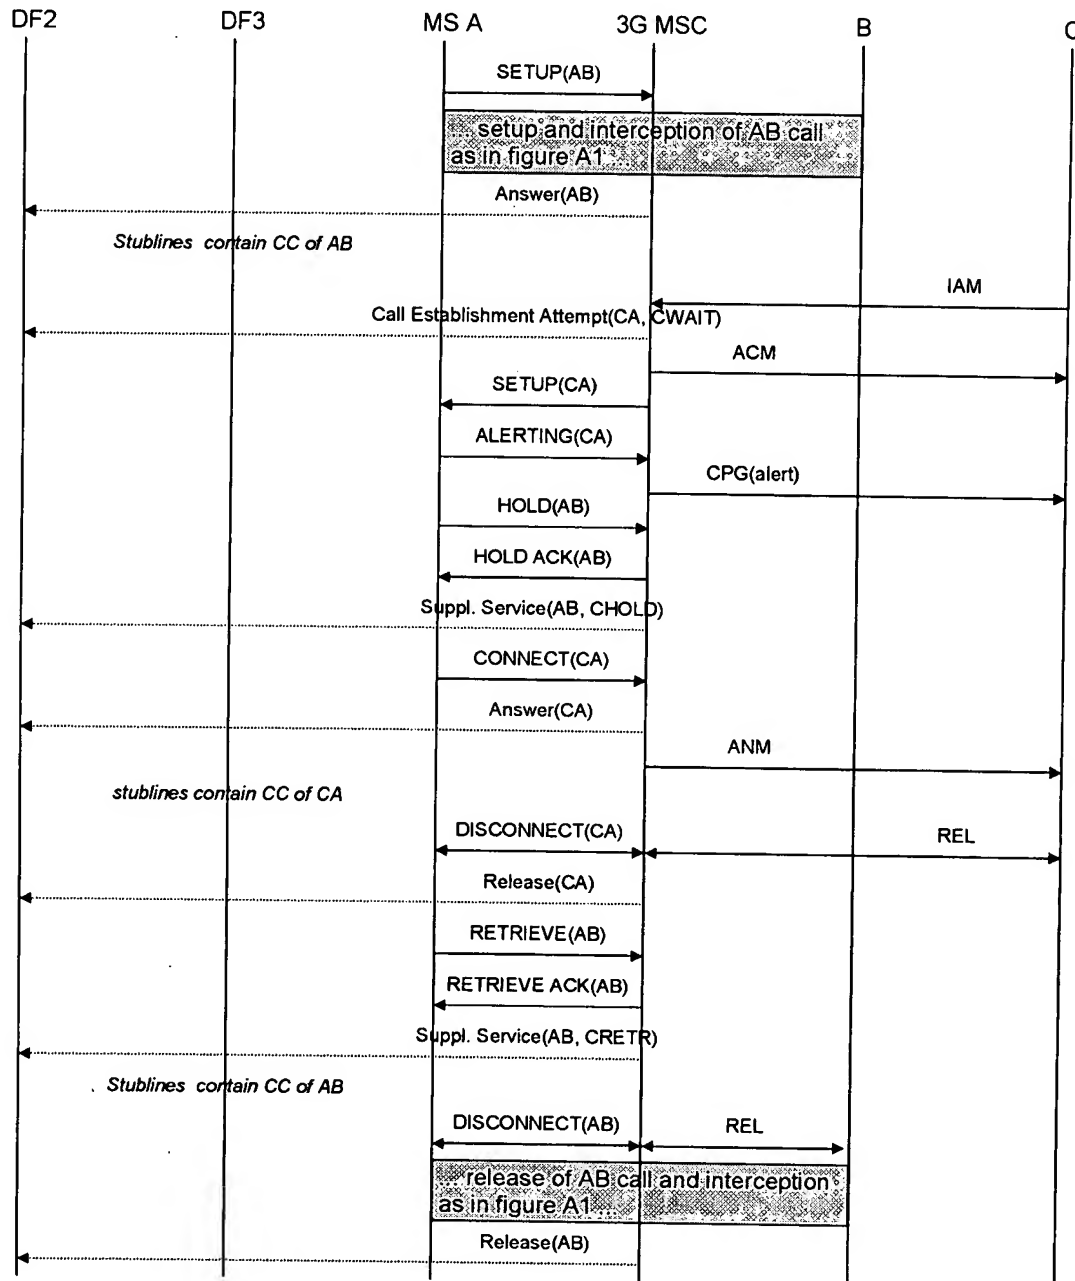 DF2 DF3 MS A 3G MSC B C
SETUP(AB)
... setup and interception of AB call
as in figure A1 ...
Answer(AB)
Stublines contain CC of AB
IAM
Call Establishment Attempt(CA, CWAIT)
ACM
SETUP(CA)
ALERTING(CA)
CPG(alert)
HOLD(AB)
HOLD ACK(AB)
Suppl. Service(AB, CHOLD)
CONNECT(CA)
Answer(CA)
ANM
stublines contain CC of CA
DISCONNECT(CA) REL
Release(CA)
RETRIEVE(AB)
RETRIEVE ACK(AB)
Suppl. Service(AB, CRETR)
Stublines contain CC of AB
DISCONNECT(AB) REL
... release of AB call and interception
as in figure A1 ...
Release(AB)